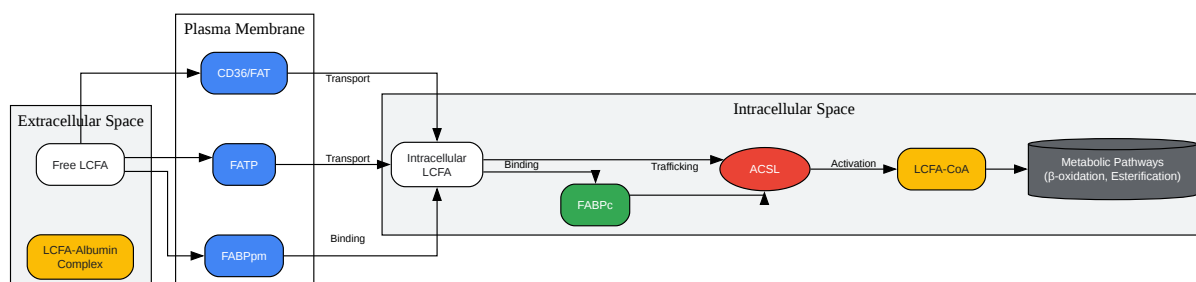 Plasma Membrane
CD36/FAT
Transport
Extracellular Space
Intracellular Space
Free LCFA
FATP
Transport
Intracellular
LCFA
Binding
Trafficking
ACSL
Activation
LCFA-CoA
Metabolic Pathways
(β-oxidation, Esterification)
FABPc
LCFA-Albumin
Complex
FABPpm
Binding